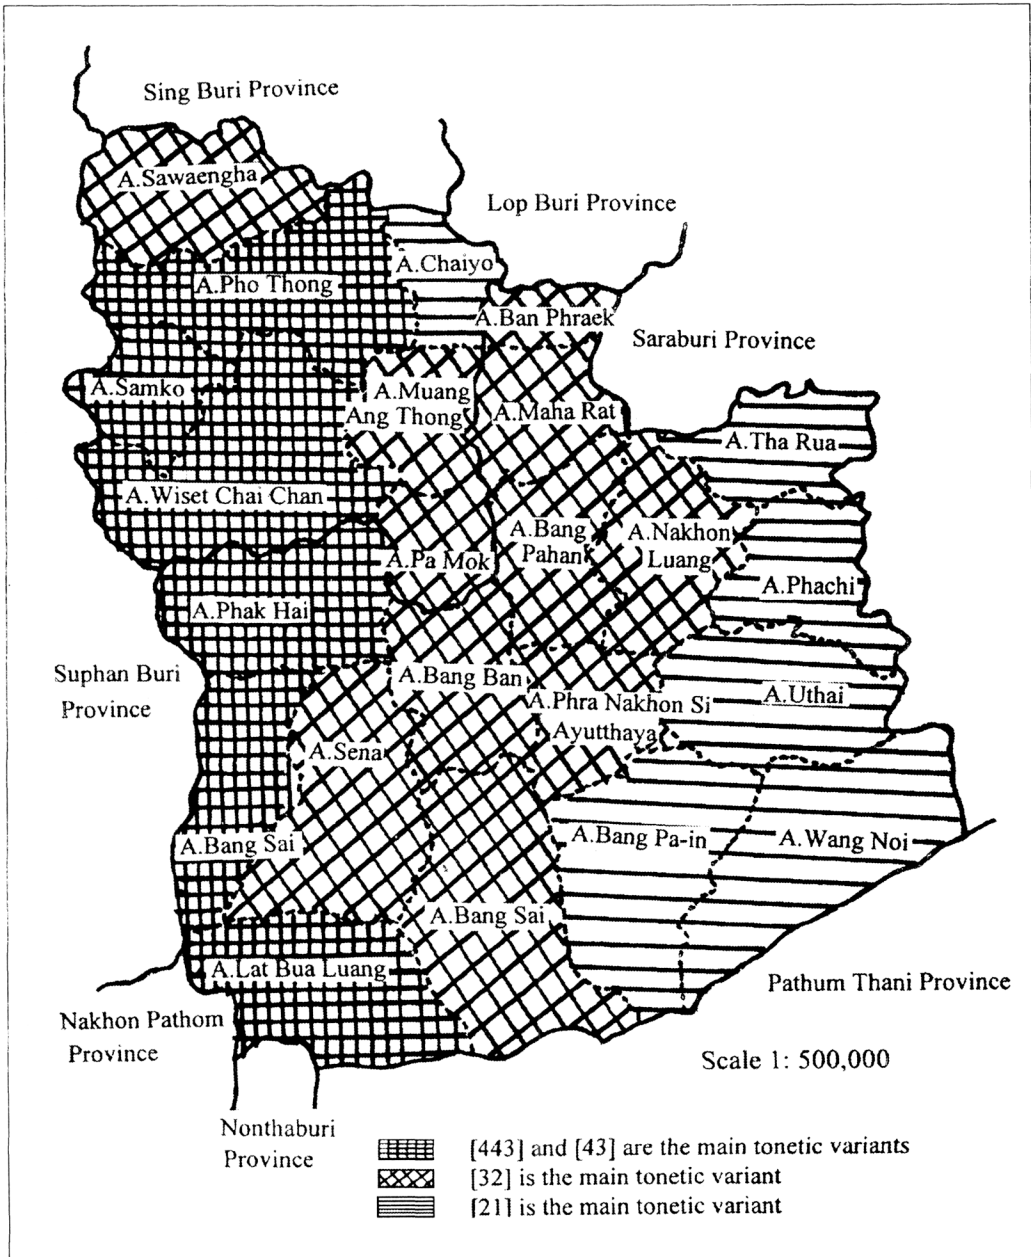 Sing Buri Province
A.Sawaengha
Lop Buri Province
A.Chaiyo
A.Pho Thong
A.Ban Phraek
Saraburi Province
A.Samko
A.Muang
Ang Thong
A.Maha Rat
A.Tha Rua
A.Wiset Chai Chan
A.Bang
Pahan
A.Nakhon
Luang
A.Pa Mok
A.Phachi
A.Phak Hai
Suphan Buri
Province
A.Bang Ban
A.Uthai
A.Phra Nakhon Si
Ayutthaya
A.Sena
A.Bang Sai
A.Bang Pa-in
A.Wang Noi
A.Bang Sai
A.Lat Bua Luang
Pathum Thani Province
Nakhon Pathom
Province
Scale 1: 500,000
Nonthaburi
Province
[443] and [43] are the main tonetic variants
[32] is the main tonetic variant
[21] is the main tonetic variant